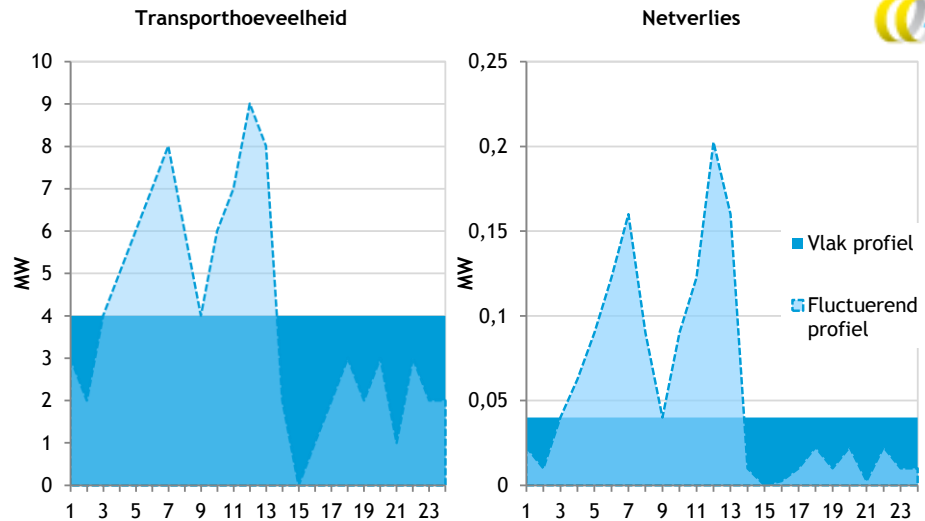 Transporthoeveelheid
10
9
8
7
6
5
4
3
2
1
0
MW
1 3 5 7 9 11 13 15 17 19 21 23
Netverlies
0,25
0,2
0,15
0,1
0,05
0
MW
1 3 5 7 9 11 13 15 17 19 21 23
Vlak profiel
Fluctuerend
profiel